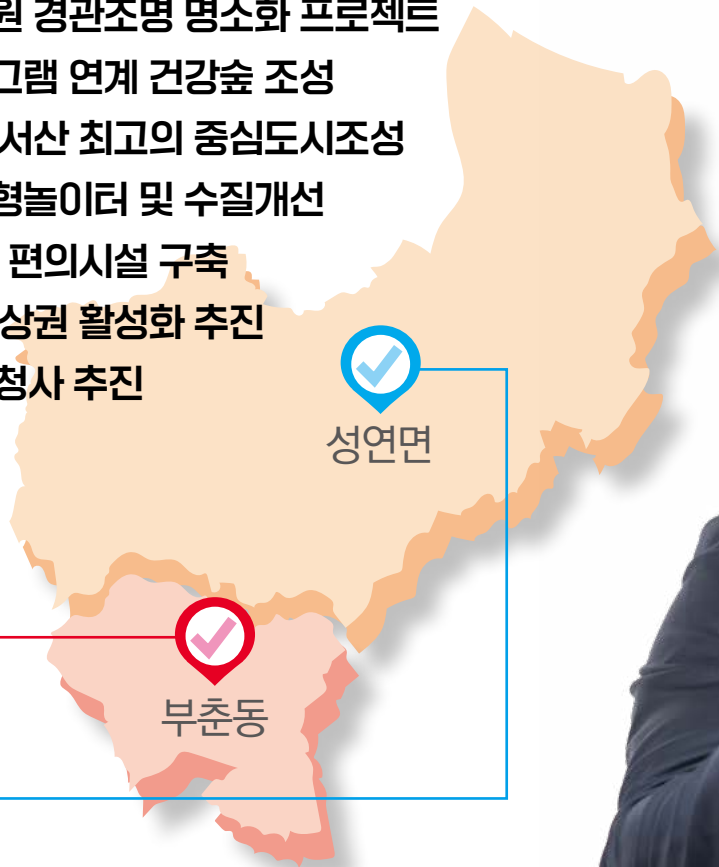 원 경관조명 명소화 프로젝트
그램 연계 건강숲 조성
서산 최고의 중심도시조성
형놀이터 및 수질개선
편의시설 구축
상권 활성화 추진
청사 추진
성연면
부춘동